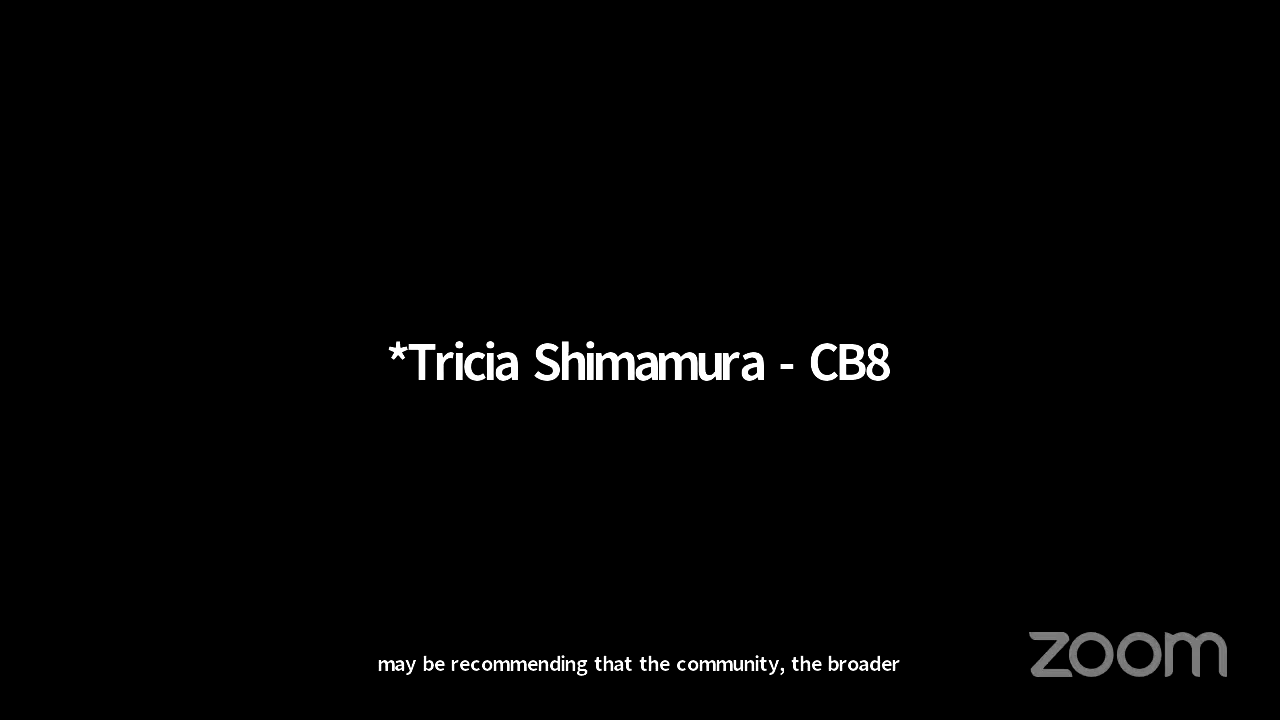 *Tricia Shimamura - CB8
may be recommending that the community, the broader
zoom